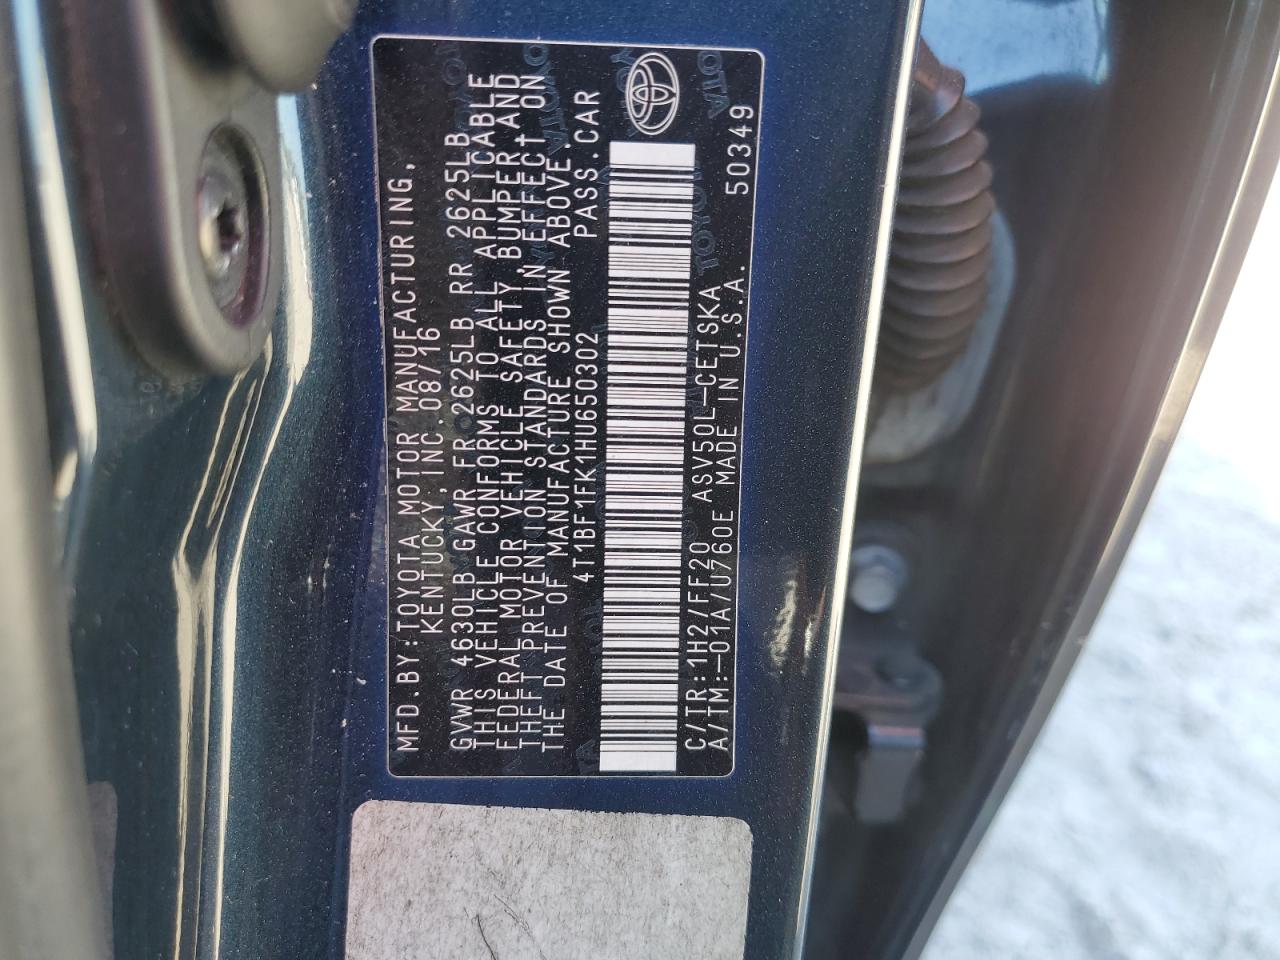 MFD.BY:TOYOTA MOTOR MANUFACTURING,
KENTUCKY, INC. 08/16
GVWR 4630LB GAWR FR 2625LB RR 2625LB
THIS VEHICLE CONFORMS TO ALL APPLICABLE
FEDERAL MOTOR VEHICLE SAFETY, BUMPER AND
THEFT PREVENTION STANDARDS IN EFFECT ON
THE DATE OF MANUFACTURE SHOWN ABOVE.
4T1BF1FK1HU650302 PASS.CAR
C/TR:1H2/FF20 ASV50L-CETSKA
A/TM:-01A/U760E MADE IN U.S.A. 50349